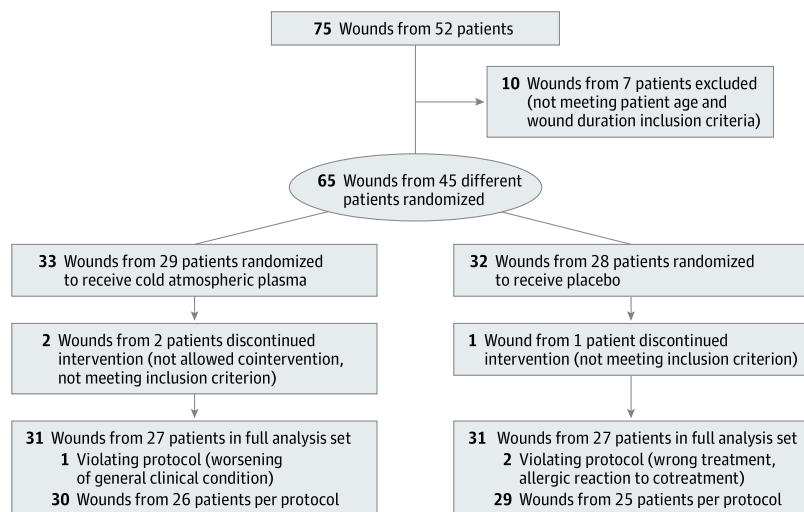 75 Wounds from 52 patients
10 Wounds from 7 patients excluded
(not meeting patient age and
wound duration inclusion criteria)
65 Wounds from 45 different
patients randomized
33 Wounds from 29 patients randomized
to receive cold atmospheric plasma
32 Wounds from 28 patients randomized
to receive placebo
2 Wounds from 2 patients discontinued
intervention (not allowed cointervention,
not meeting inclusion criterion)
1 Wound from 1 patient discontinued
intervention (not meeting inclusion criterion)
31 Wounds from 27 patients in full analysis set
1 Violating protocol (worsening
of general clinical condition)
30 Wounds from 26 patients per protocol
31 Wounds from 27 patients in full analysis set
2 Violating protocol (wrong treatment,
allergic reaction to cotreatment)
29 Wounds from 25 patients per protocol